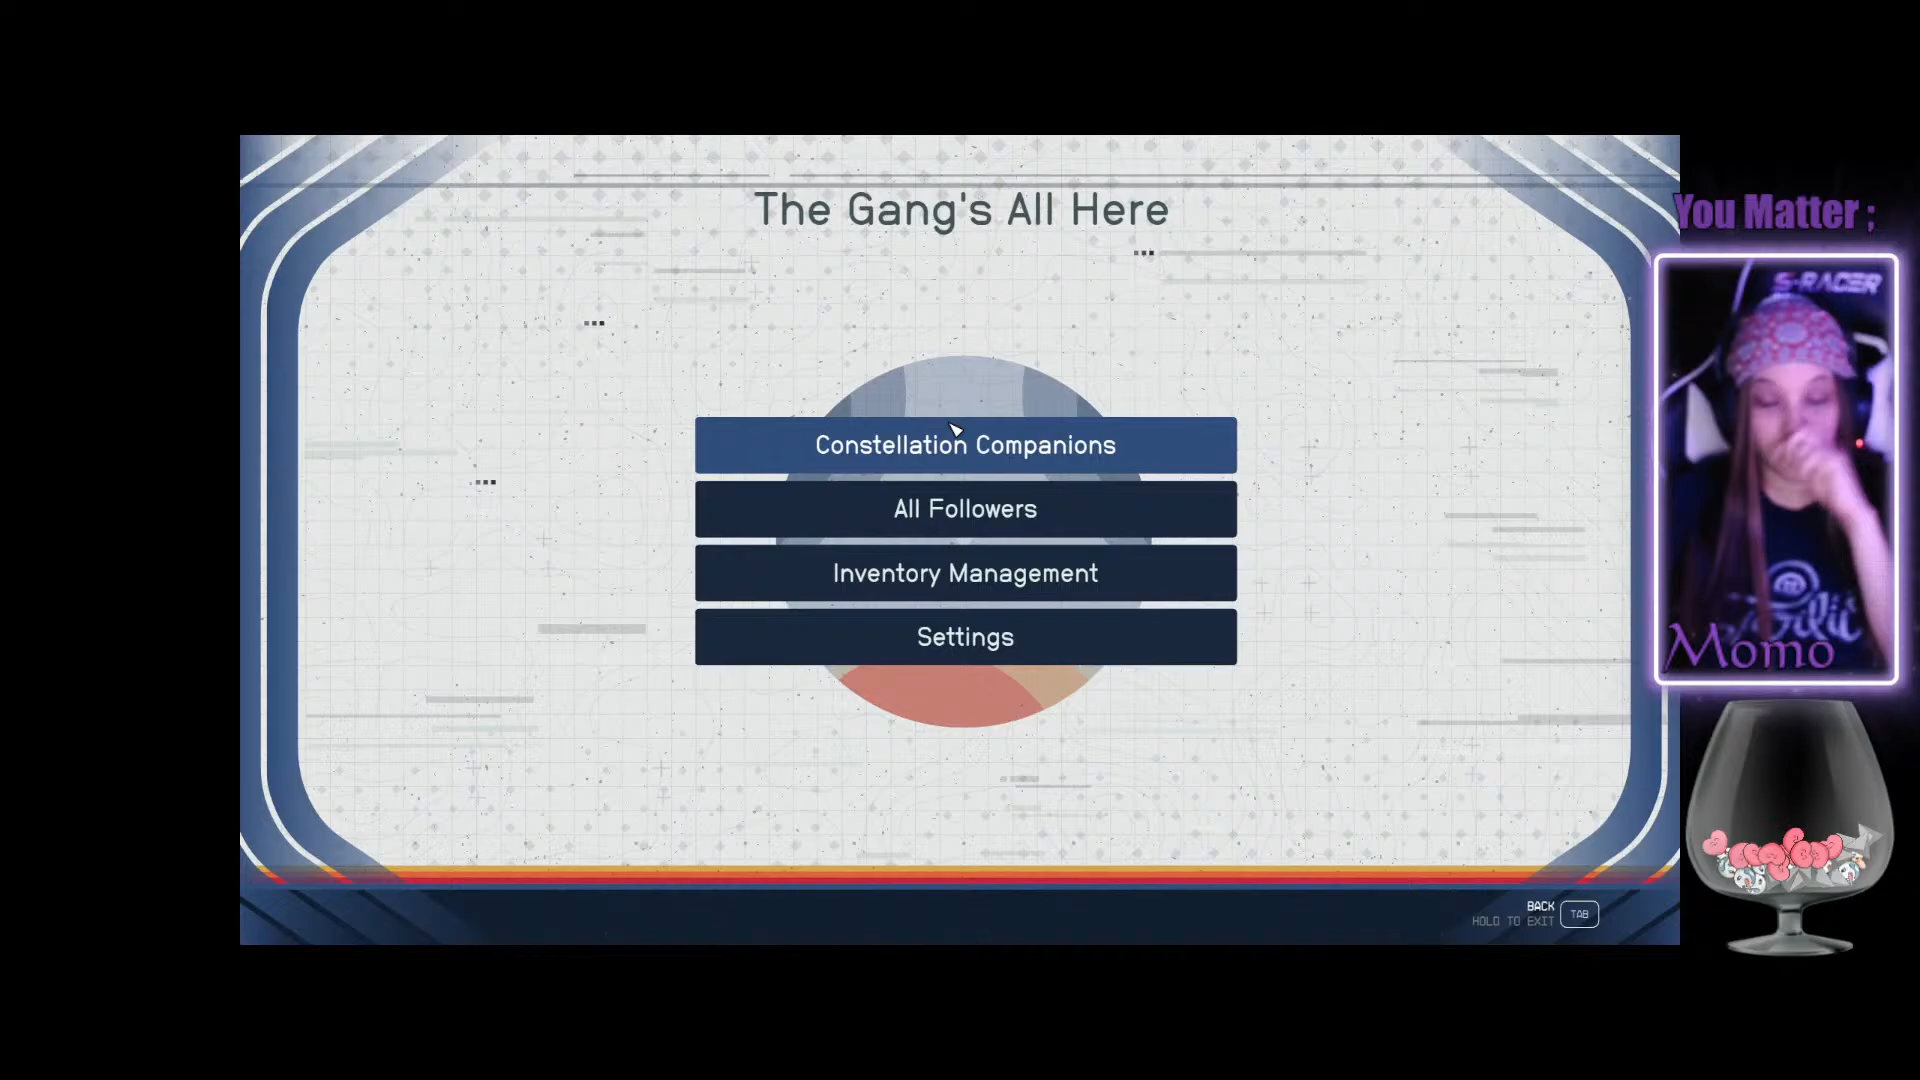 The Gang's All Here
You Matter ;
S-RACER
Constellation Companions
All Followers
Inventory Management
Settings
Momo
BACK
HOLD TO EXIT
TAB